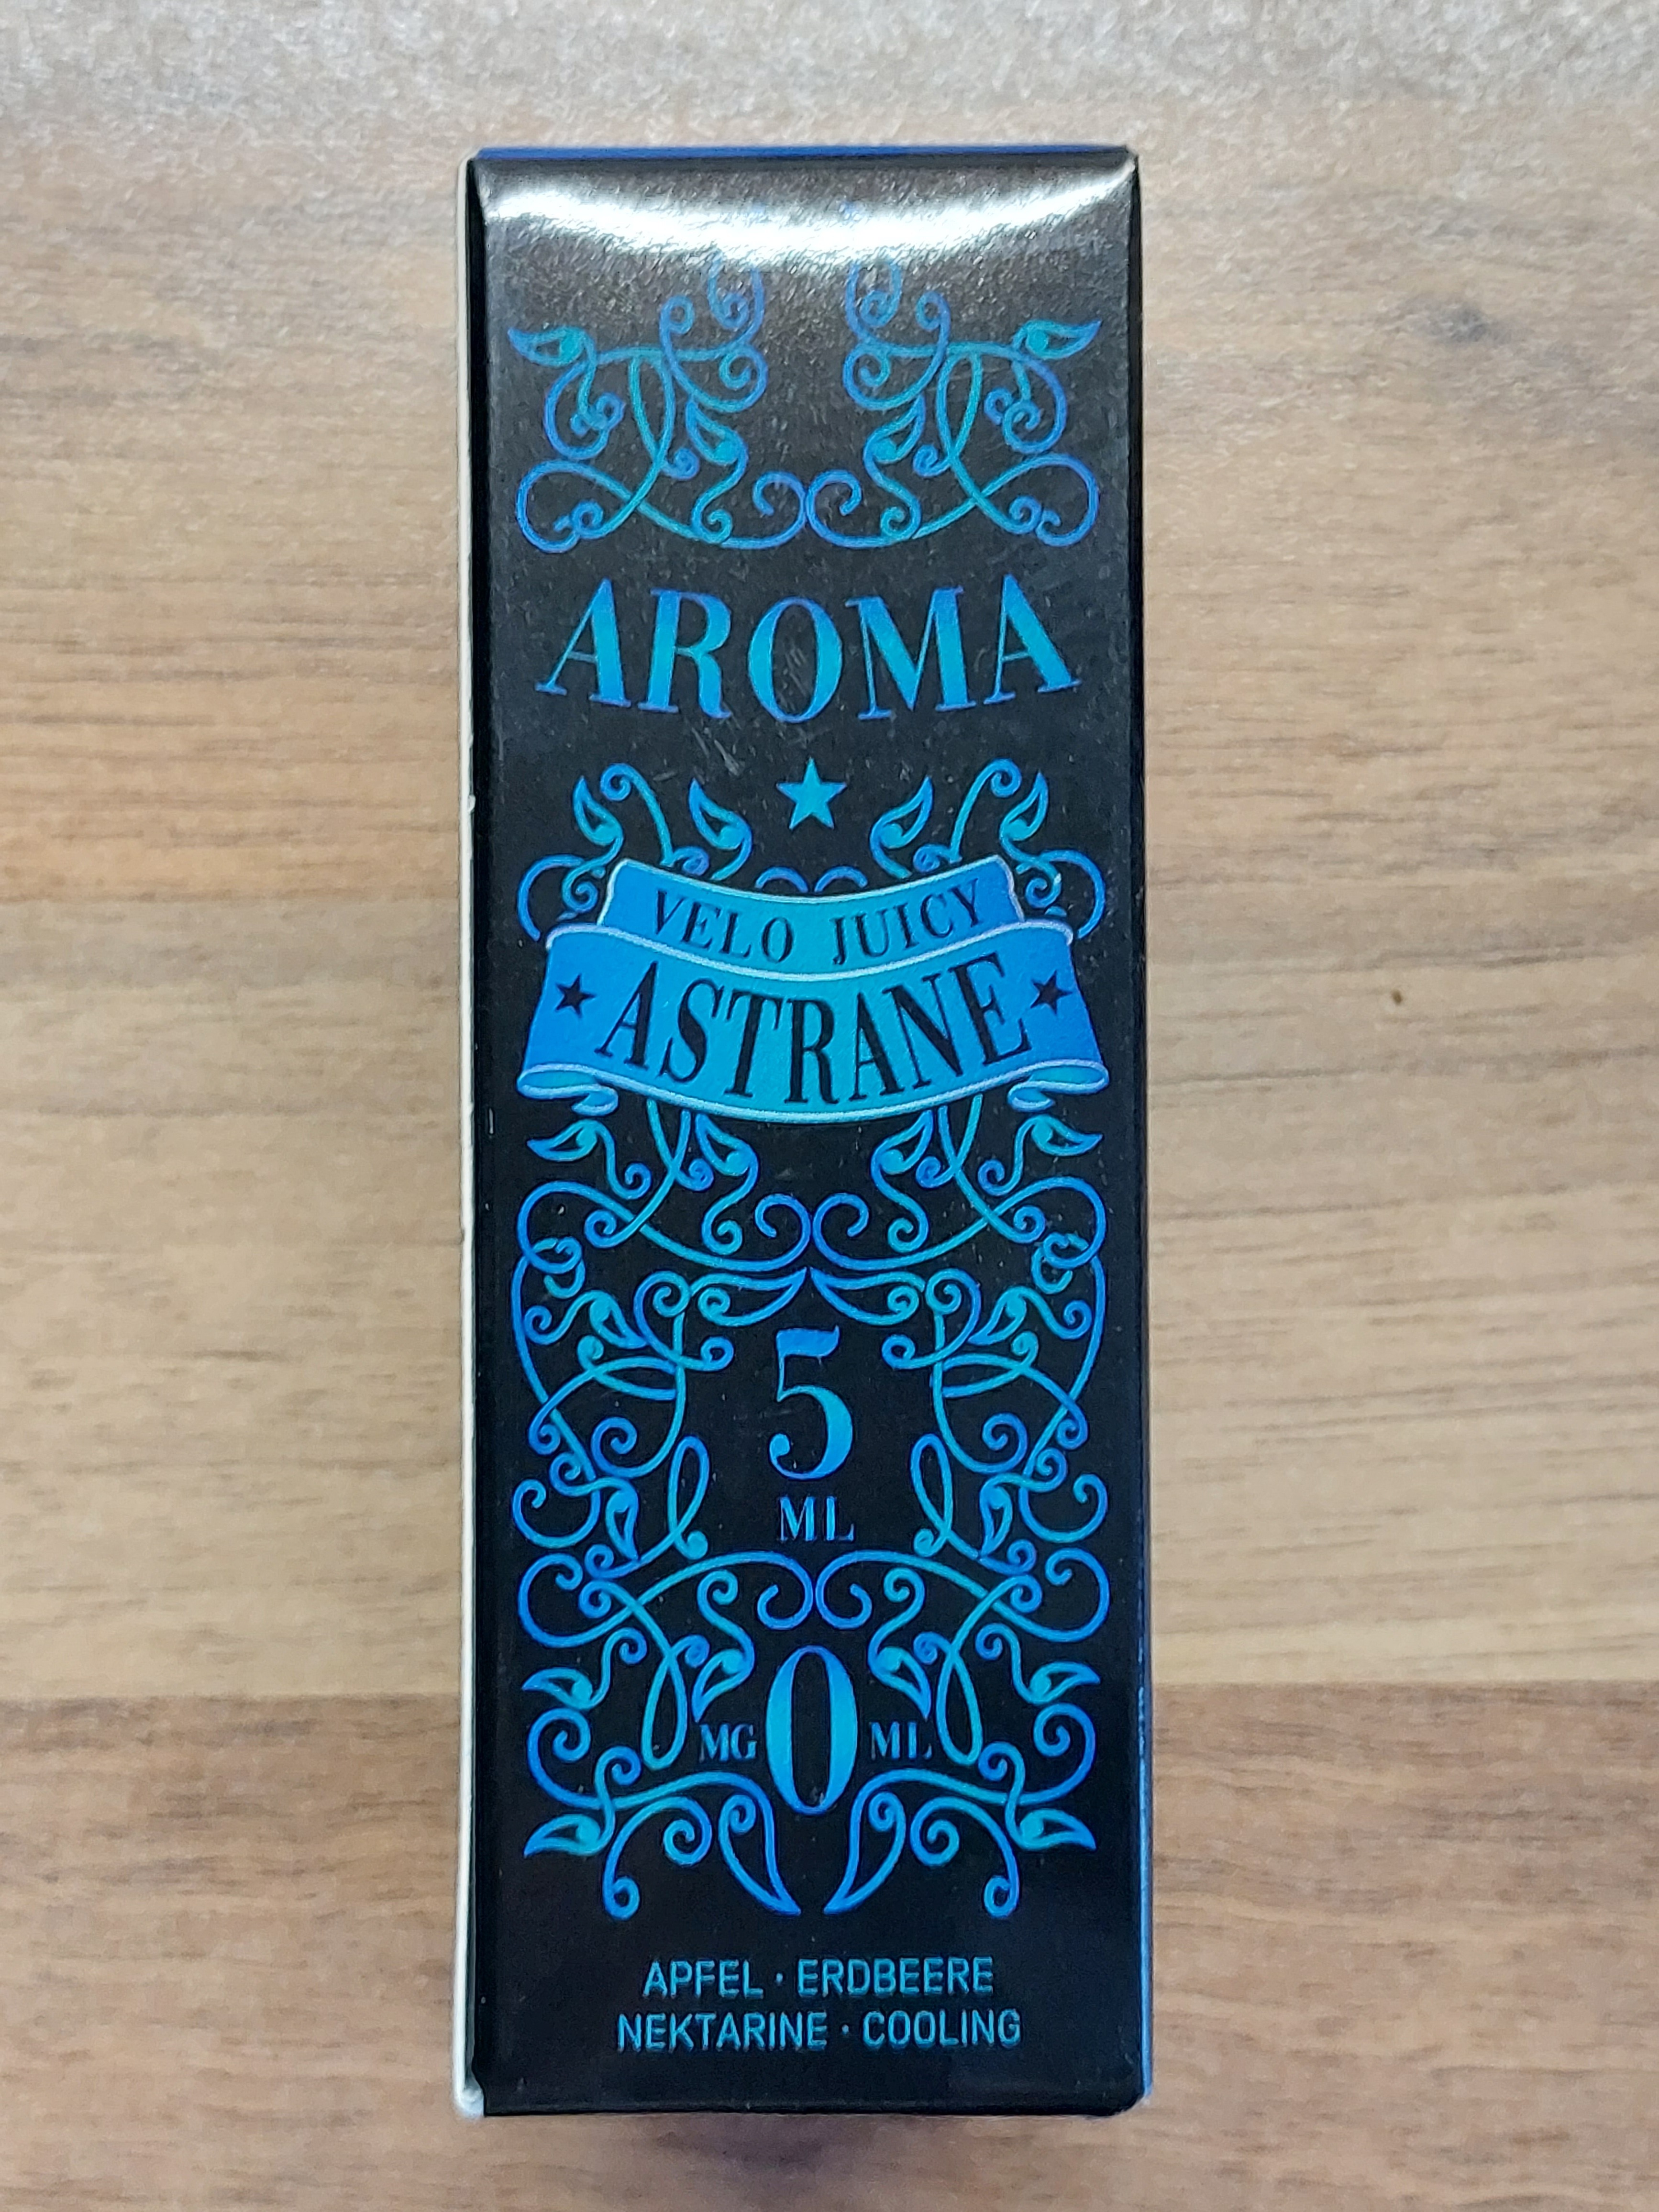 AROMA
VELO JUICY
ASTRANE
5
ML
MG 0 ML
APFEL · ERDBEERE
NEKTARINE · COOLING